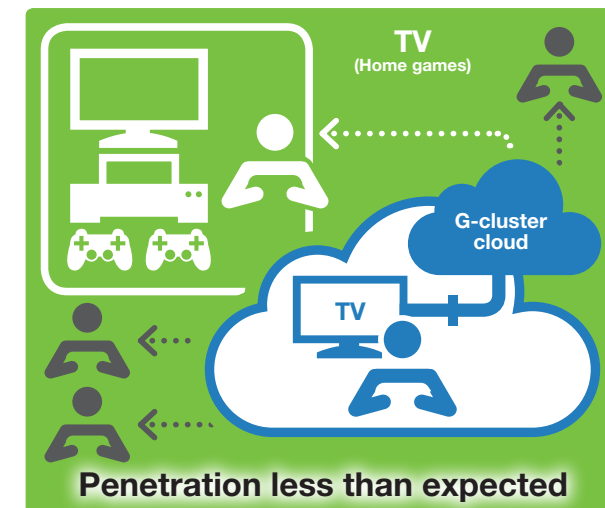 TV
(Home games)
G-cluster
cloud
TV
Penetration less than expected